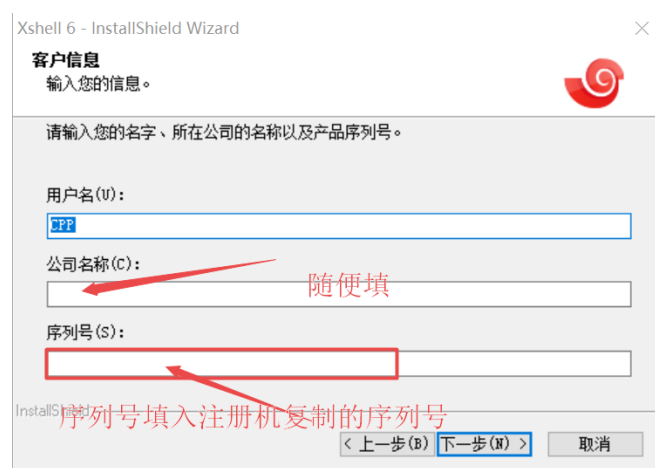 Xshell 6 - InstallShield Wizard
客户信息
输入您的信息。
请输入您的名字、所在公司的名称以及产品序列号。
用户名(U):
CPP
公司名称(C):
随便填
序列号(S):
InstallShield
序列号填入注册机复制的序列号
< 上一步(B) 下一步(N) > 取消